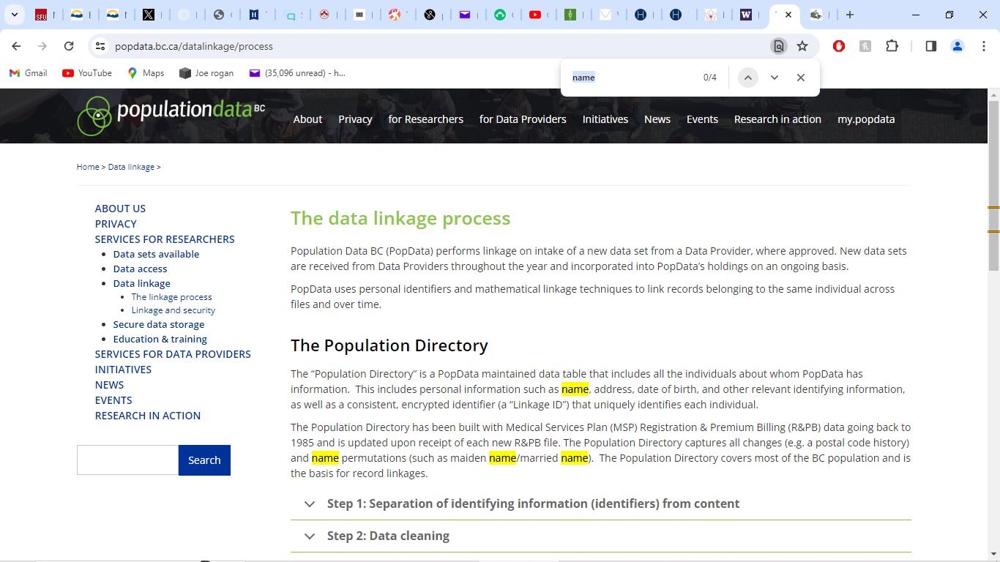 SFU
popdata.bc.ca/datalinkage/process
Gmail
YouTube
Maps
Joe rogan
(35,096 unread) - h...
name
0/4
populationdata BC
About
Privacy
for Researchers
for Data Providers
Initiatives
News
Events
Research in action
my.popdata
Home > Data linkage >
ABOUT US
PRIVACY
SERVICES FOR RESEARCHERS
Data sets available
Data access
Data linkage
The linkage process
Linkage and security
Secure data storage
Education & training
SERVICES FOR DATA PROVIDERS
INITIATIVES
NEWS
EVENTS
RESEARCH IN ACTION
Search
The data linkage process
Population Data BC (PopData) performs linkage on intake of a new data set from a Data Provider, where approved. New data sets
are received from Data Providers throughout the year and incorporated into PopData’s holdings on an ongoing basis.
PopData uses personal identifiers and mathematical linkage techniques to link records belonging to the same individual across
files and over time.
The Population Directory
The “Population Directory” is a PopData maintained data table that includes all the individuals about whom PopData has
information.  This includes personal information such as name, address, date of birth, and other relevant identifying information,
as well as a consistent, encrypted identifier (a “Linkage ID”) that uniquely identifies each individual.
The Population Directory has been built with Medical Services Plan (MSP) Registration & Premium Billing (R&PB) data going back to
1985 and is updated upon receipt of each new R&PB file. The Population Directory captures all changes (e.g. a postal code history)
and name permutations (such as maiden name/married name).  The Population Directory covers most of the BC population and is
the basis for record linkages.
Step 1: Separation of identifying information (identifiers) from content
Step 2: Data cleaning